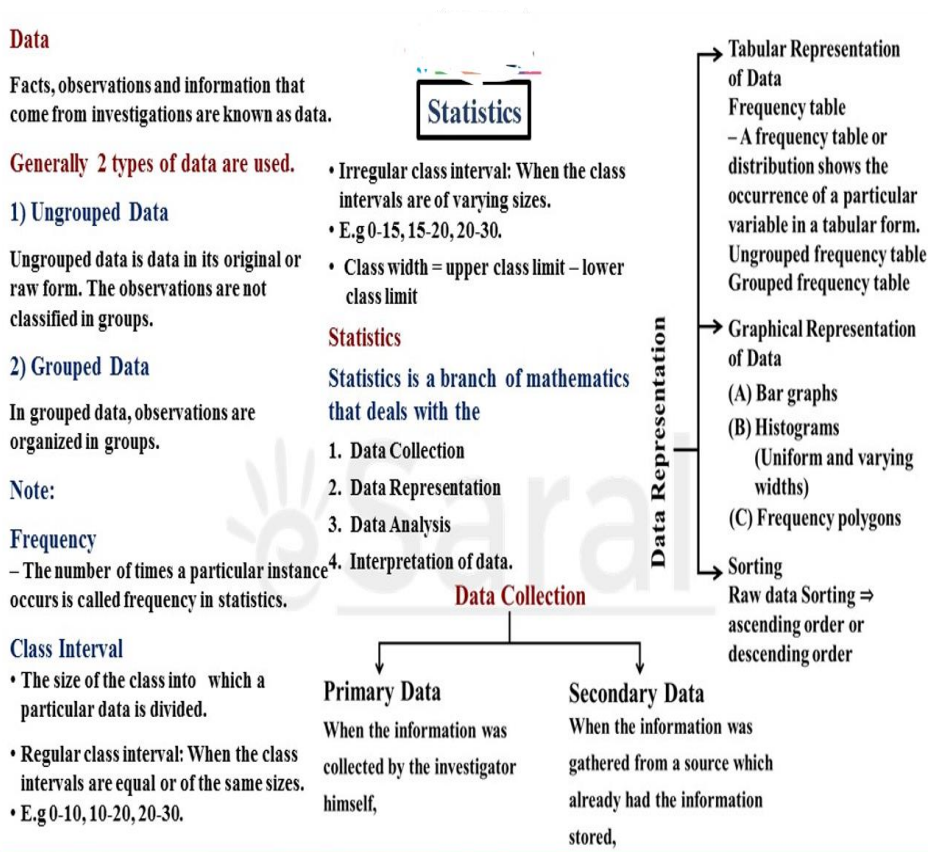 Data
Facts, observations and information that
come from investigations are known as data.
Generally 2 types of data are used.
1) Ungrouped Data
Ungrouped data is data in its original or
raw form. The observations are not
classified in groups.
2) Grouped Data
In grouped data, observations are
organized in groups.
Note:
Frequency
– The number of times a particular instance
occurs is called frequency in statistics.
Class Interval
• The size of the class into which a
particular data is divided.
• Regular class interval: When the class
intervals are equal or of the same sizes.
• E.g 0-10, 10-20, 20-30.
Statistics
• Irregular class interval: When the class
intervals are of varying sizes.
• E.g 0-15, 15-20, 20-30.
• Class width = upper class limit – lower
class limit
Statistics
Statistics is a branch of mathematics
that deals with the
1. Data Collection
2. Data Representation
3. Data Analysis
4. Interpretation of data.
Data Collection
Primary Data
When the information was
collected by the investigator
himself,
Secondary Data
When the information was
gathered from a source which
already had the information
stored,
Data Representation
Tabular Representation
of Data
Frequency table
– A frequency table or
distribution shows the
occurrence of a particular
variable in a tabular form.
Ungrouped frequency table
Grouped frequency table
Graphical Representation
of Data
(A) Bar graphs
(B) Histograms
(Uniform and varying
widths)
(C) Frequency polygons
Sorting
Raw data Sorting ⇒
ascending order or
descending order
eSaral